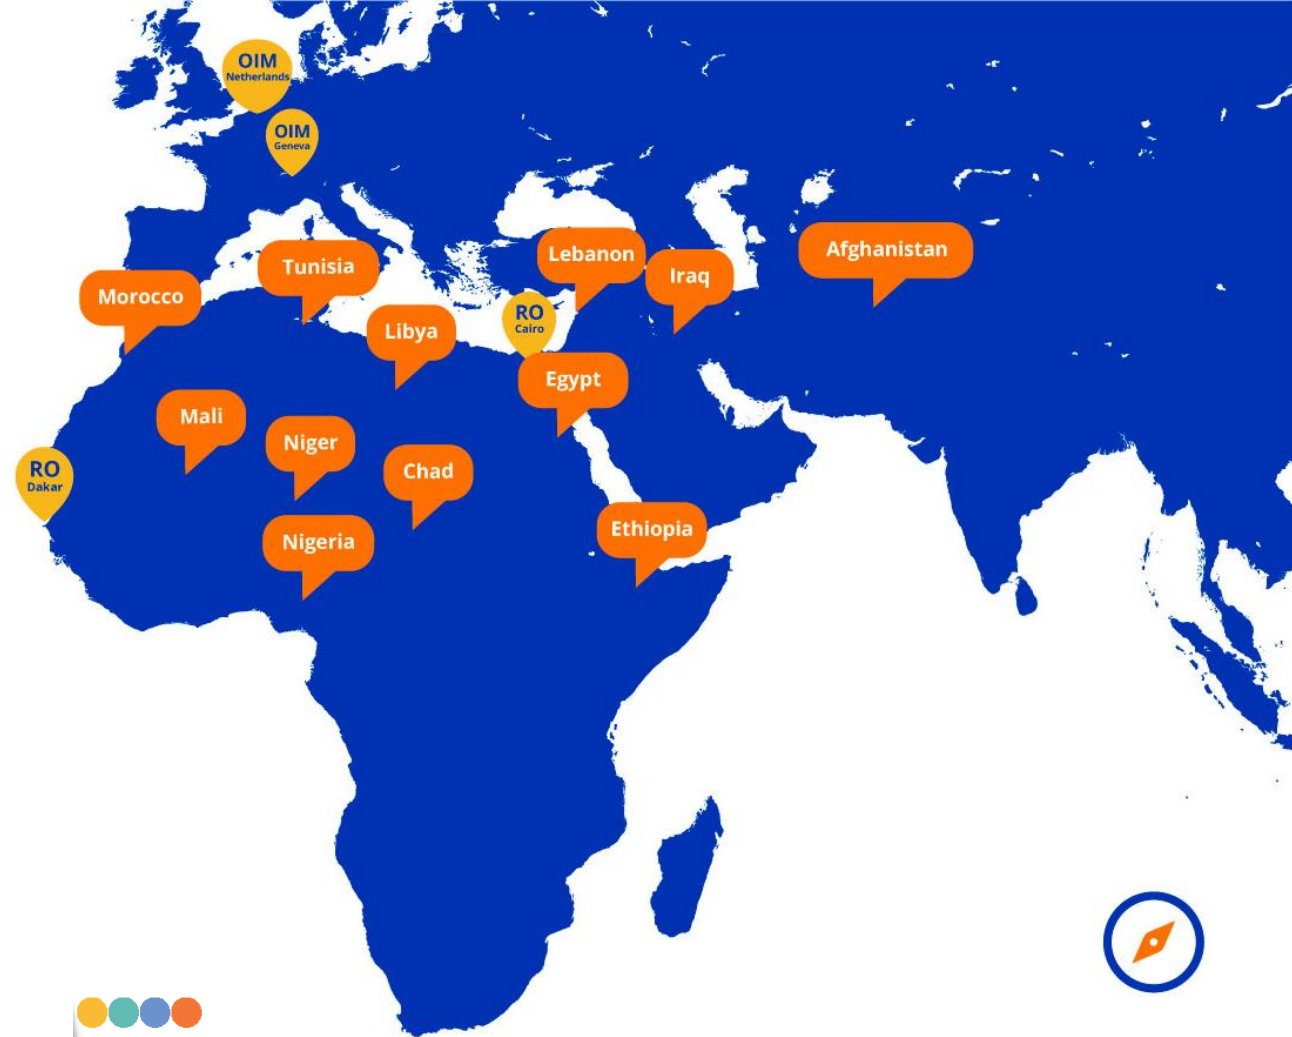 OIM
Netherlands
OIM
Geneva
Afghanistan
Lebanon
Tunisia
Iraq
Morocco
RO
Cairo
Libya
Egypt
Mali
Niger
RO
Dakar
Chad
Ethiopia
Nigeria